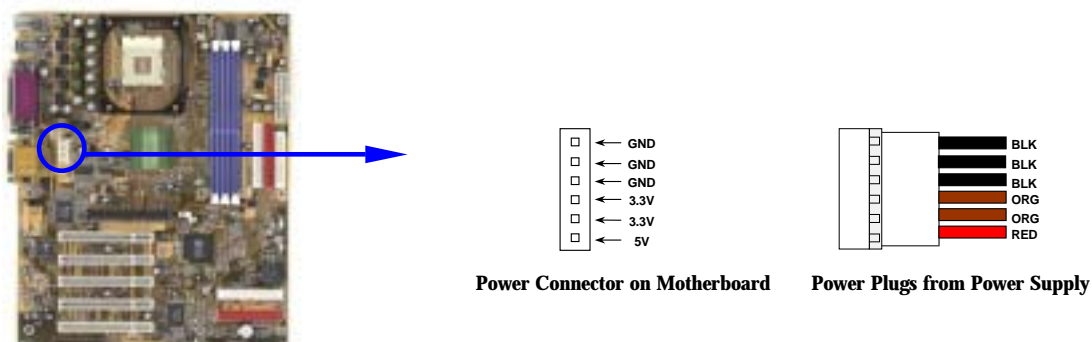 GND
GND
GND
3.3V
3.3V
5V
Power Connector on Motherboard
BLK
BLK
BLK
ORG
ORG
RED
Power Plugs from Power Supply